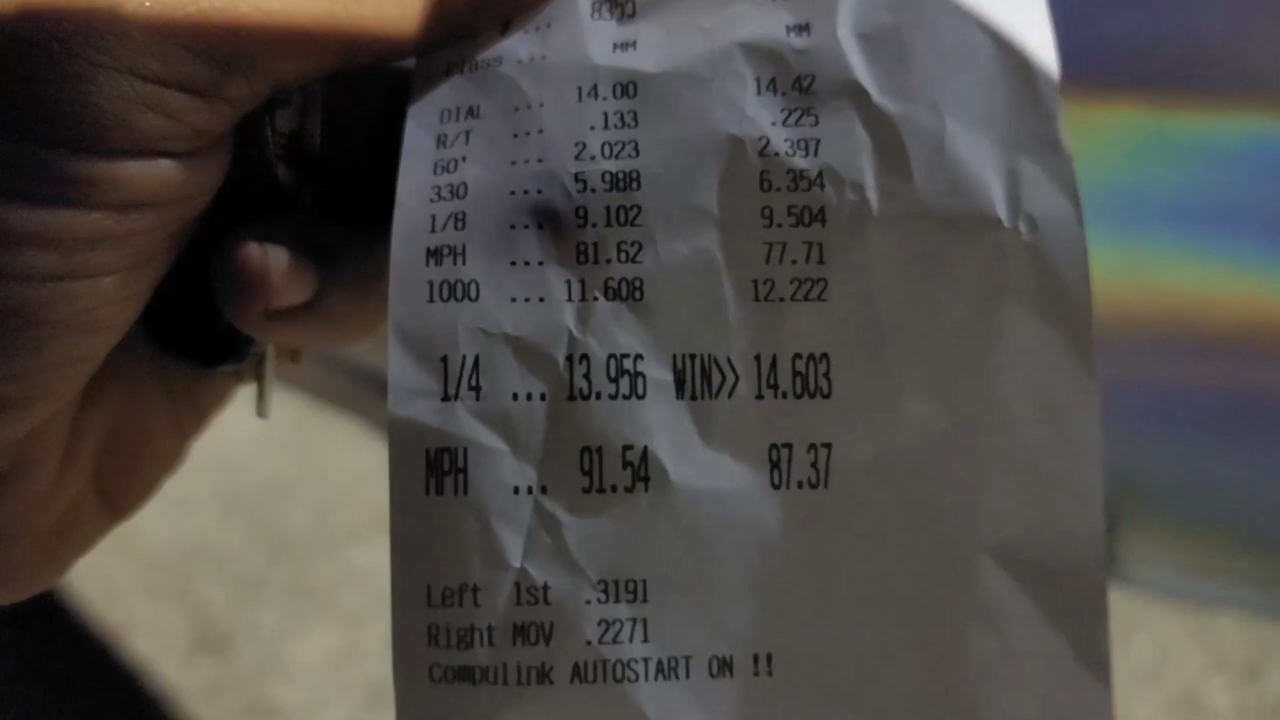 MM MM
DIAL ... 14.00 14.42
R/T ... .133 .225
60' ... 2.023 2.397
330 ... 5.988 6.354
1/8 ... 9.102 9.504
MPH ... 81.62 77.71
1000 ... 11.608 12.222
1/4 ... 13.956 WIN>> 14.603
MPH ... 91.54 87.37
Left 1st .3191
Right MOV .2271
Compulink AUTOSTART ON !!